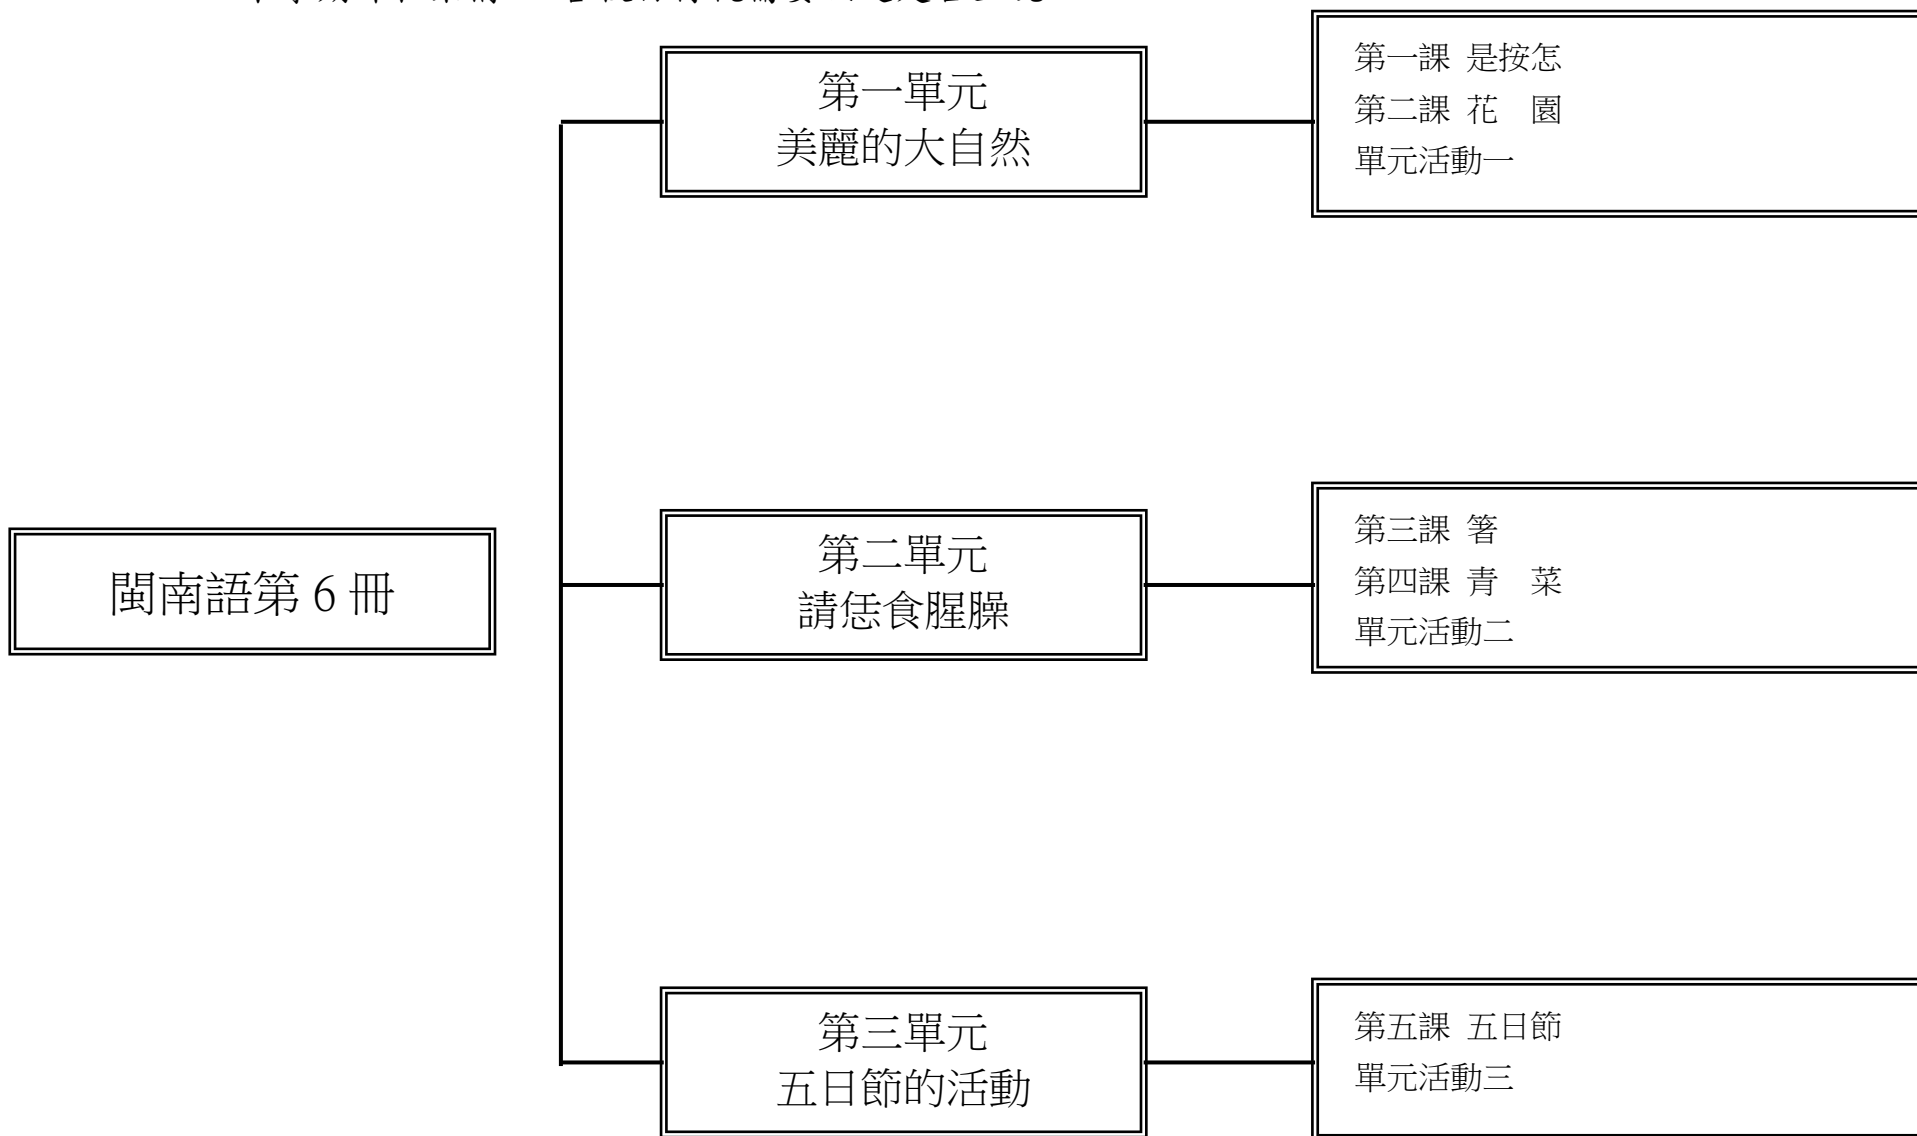 第一單元
美麗的大自然
第一課 是按怎
第二課 花　園
單元活動一
閩南語第 6 冊
第二單元
請恁食腥臊
第三課 箸
第四課 青　菜
單元活動二
第三單元
五日節的活動
第五課 五日節
單元活動三